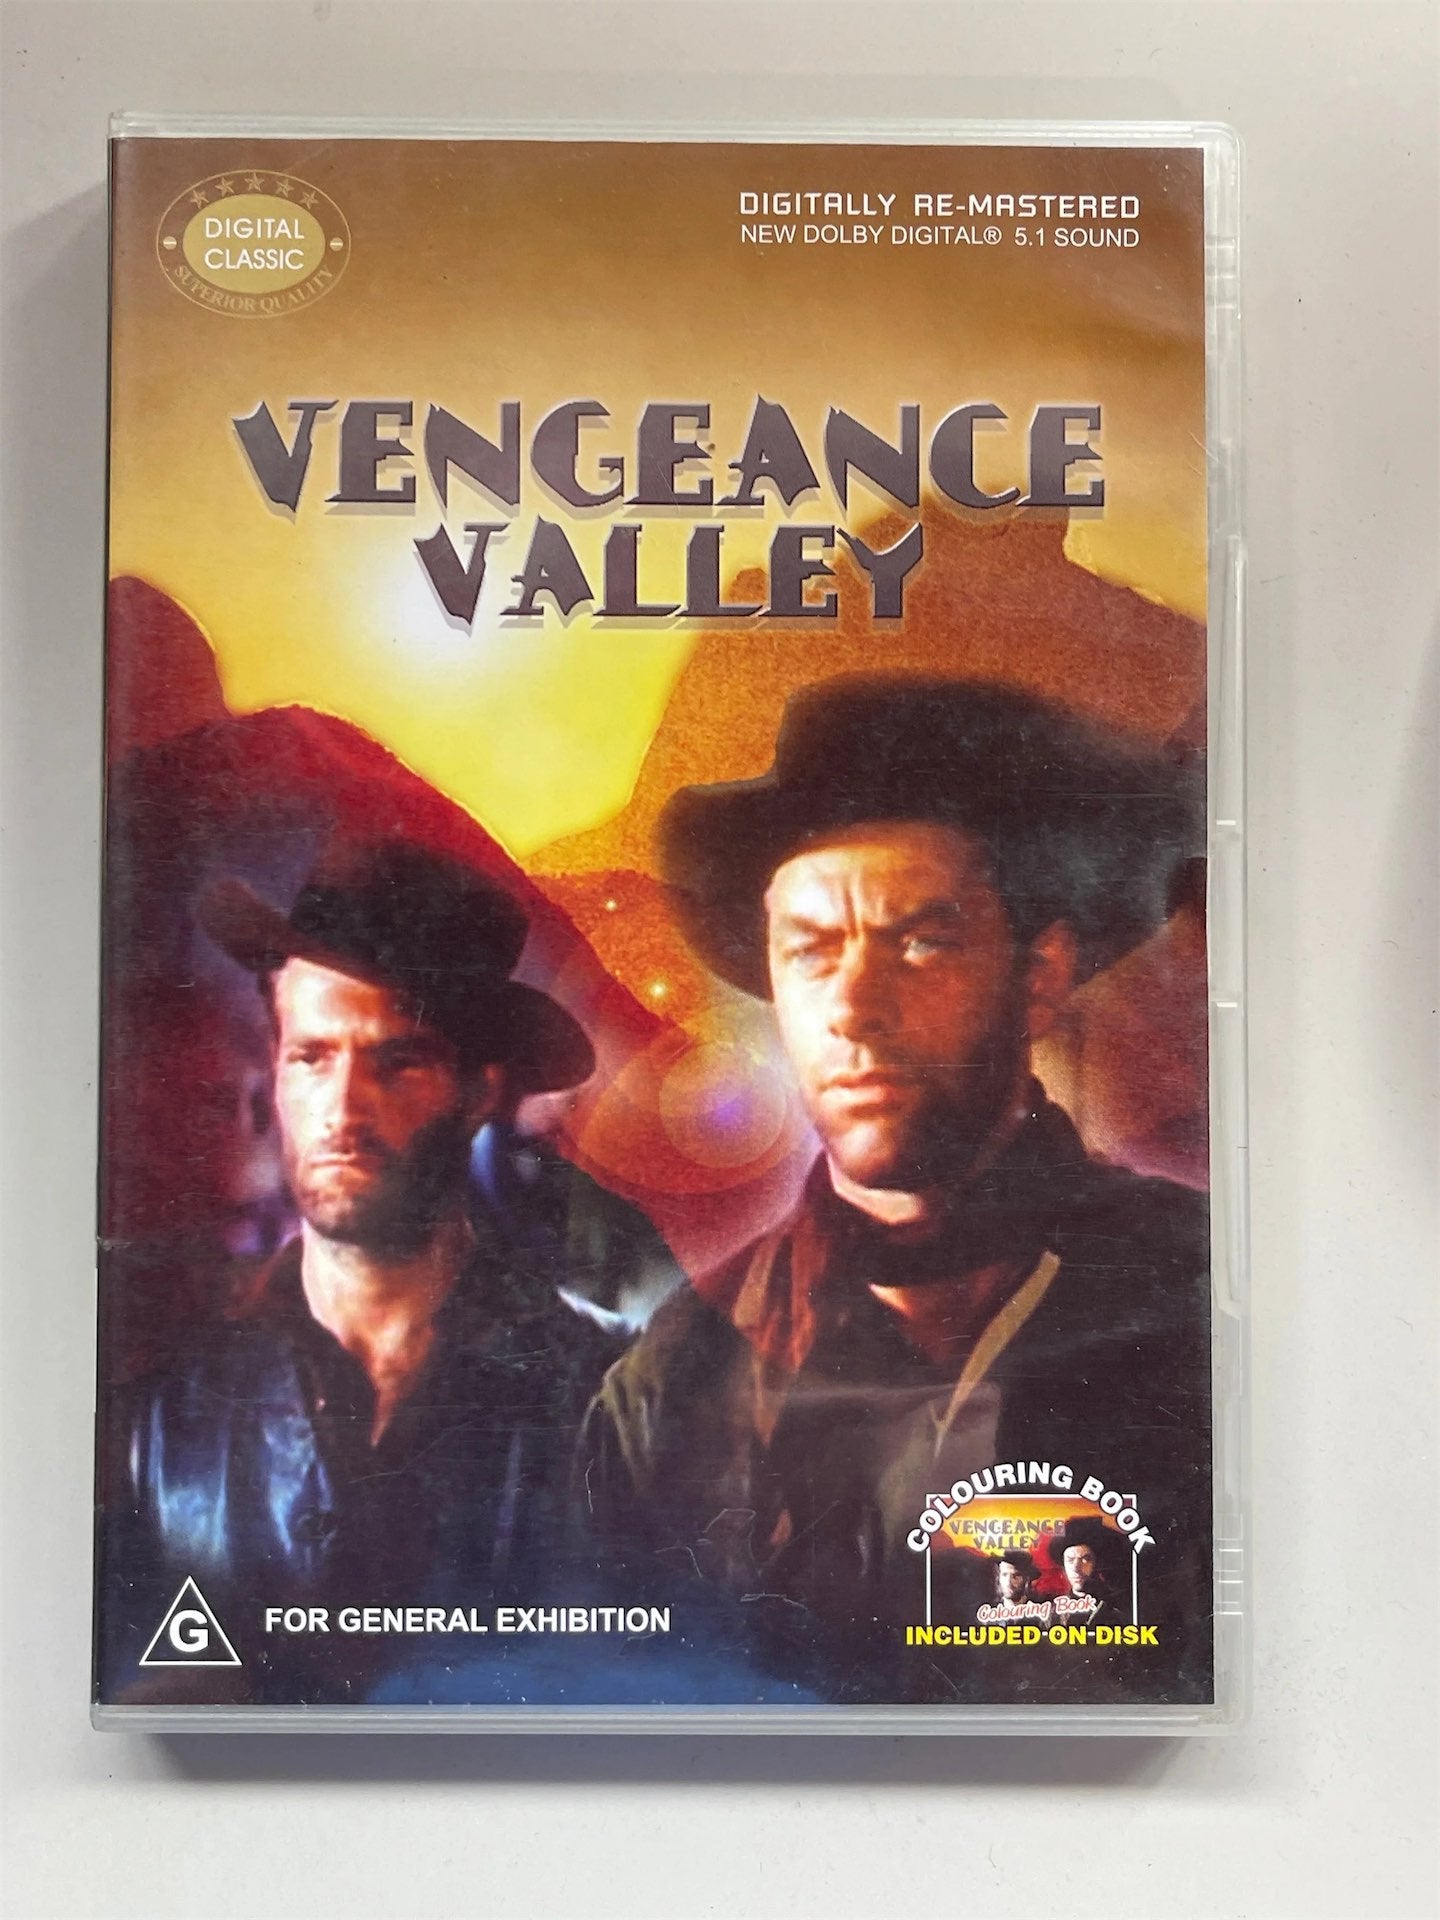 DIGITAL
CLASSIC
SUPERIOR QUALITY
DIGITALLY RE-MASTERED
NEW DOLBY DIGITAL® 5.1 SOUND
VENGEANCE
VALLEY
G
FOR GENERAL EXHIBITION
COLOURING BOOK
VENGEANCE
VALLEY
Colouring Book
INCLUDED-ON-DISK